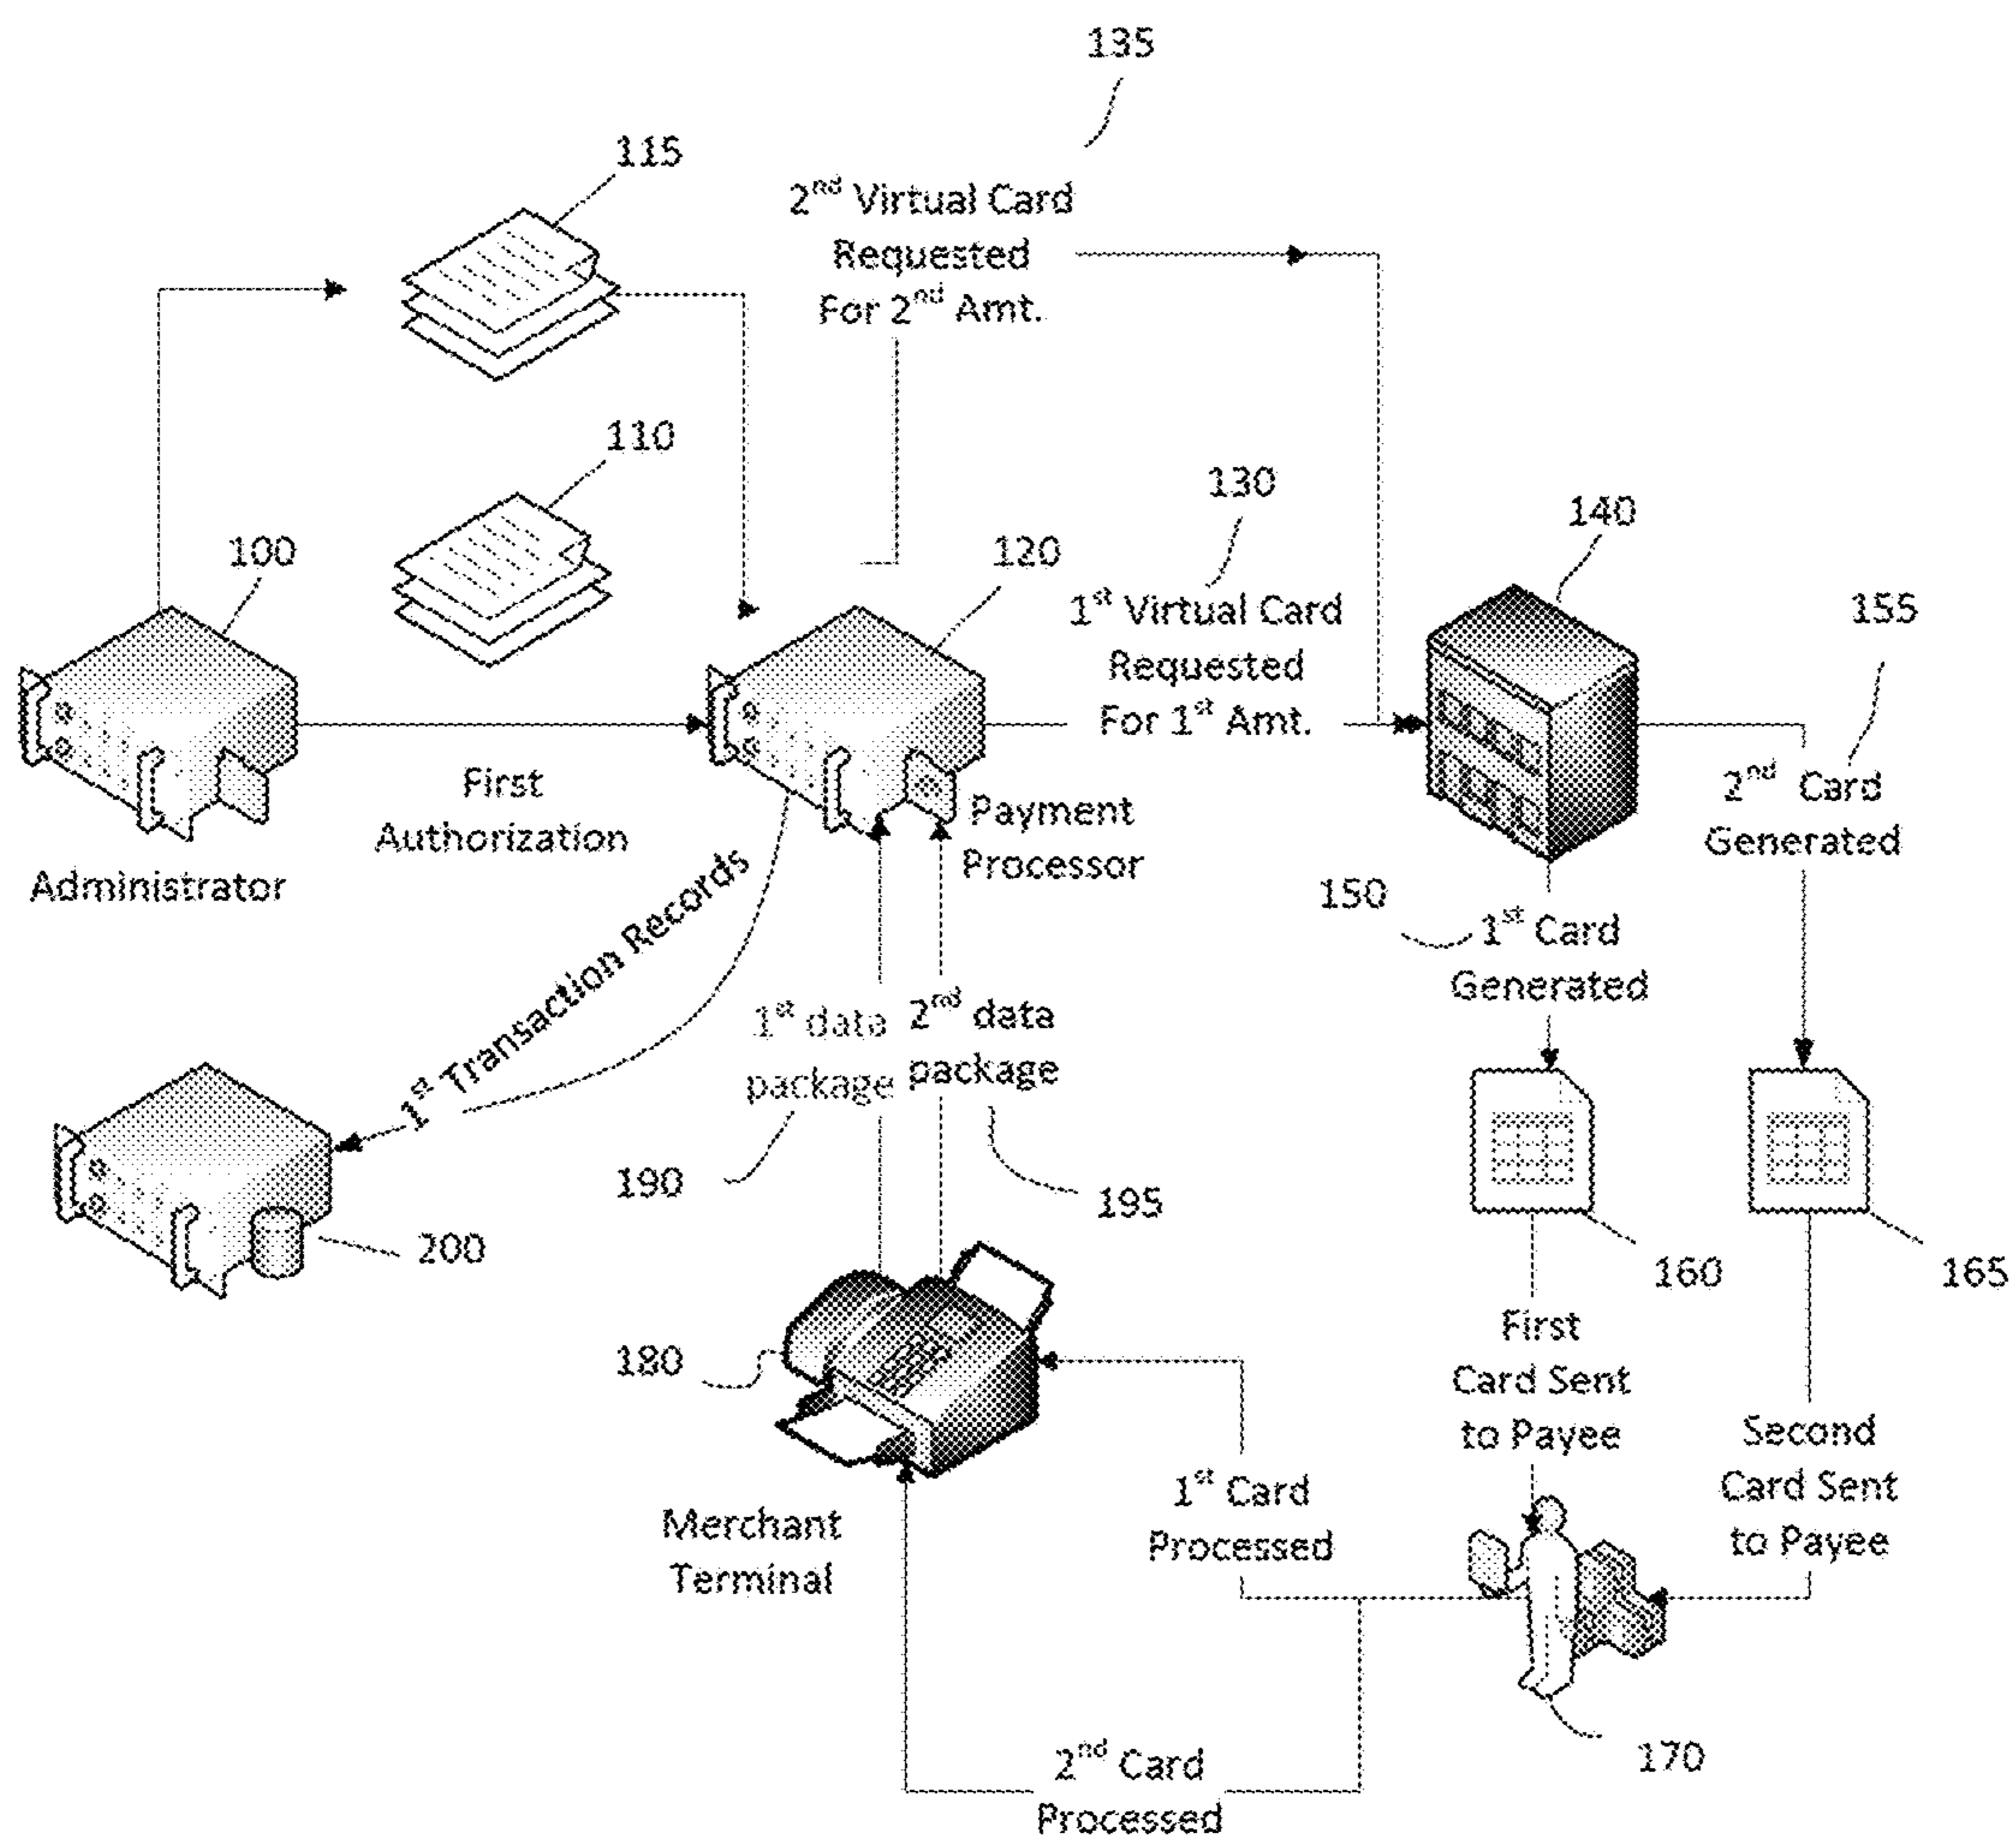 135
115
2nd Virtual Card
Requested
For 2nd Amt.
110
130
140
100
120
1st Virtual Card
Requested
For 1st Amt.
155
First
Authorization
Administrator
Payment
Processor
2nd Card
Generated
150
1st Card
Generated
1st Transaction Records
1st data
package
2nd data
package
190
195
200
160
165
180
First
Card Sent
to Payee
Second
Card Sent
to Payee
Merchant
Terminal
1st Card
Processed
170
2nd Card
Processed